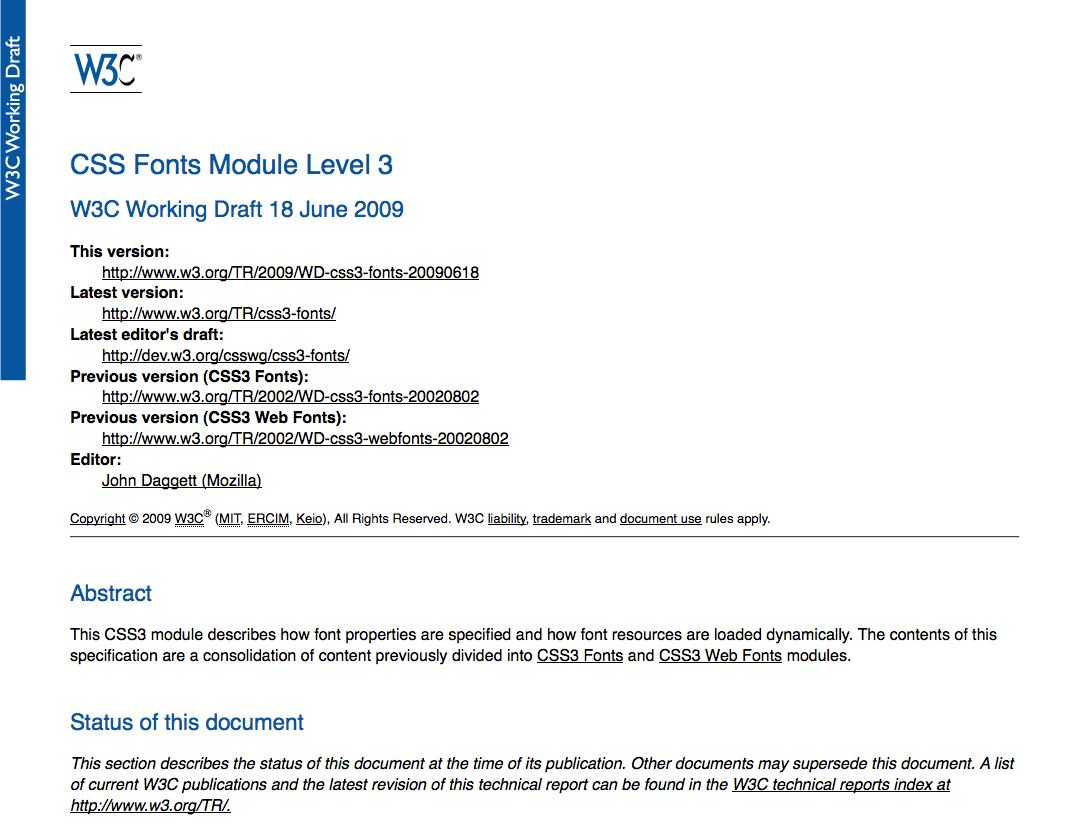 W3C Working Draft
W3C®
CSS Fonts Module Level 3
W3C Working Draft 18 June 2009
This version:
http://www.w3.org/TR/2009/WD-css3-fonts-20090618
Latest version:
http://www.w3.org/TR/css3-fonts/
Latest editor's draft:
http://dev.w3.org/csswg/css3-fonts/
Previous version (CSS3 Fonts):
http://www.w3.org/TR/2002/WD-css3-fonts-20020802
Previous version (CSS3 Web Fonts):
http://www.w3.org/TR/2002/WD-css3-webfonts-20020802
Editor:
John Daggett (Mozilla)
Copyright © 2009 W3C® (MIT, ERCIM, Keio), All Rights Reserved. W3C liability, trademark and document use rules apply.
Abstract
This CSS3 module describes how font properties are specified and how font resources are loaded dynamically. The contents of this
specification are a consolidation of content previously divided into CSS3 Fonts and CSS3 Web Fonts modules.
Status of this document
This section describes the status of this document at the time of its publication. Other documents may supersede this document. A list
of current W3C publications and the latest revision of this technical report can be found in the W3C technical reports index at
http://www.w3.org/TR/.